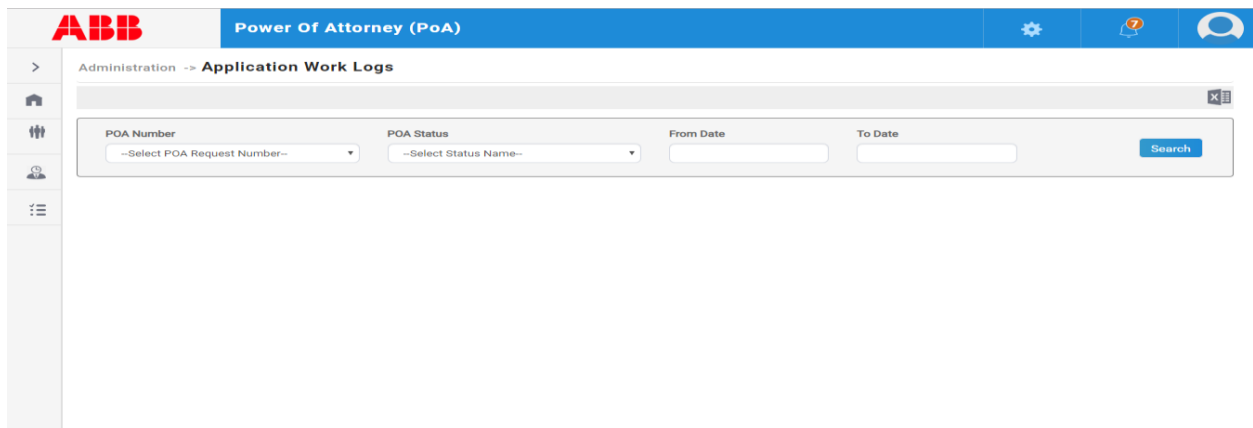 ABB
Power Of Attorney (PoA)
7
Administration -> Application Work Logs
POA Number
POA Status
From Date
To Date
--Select POA Request Number--
--Select Status Name--
Search